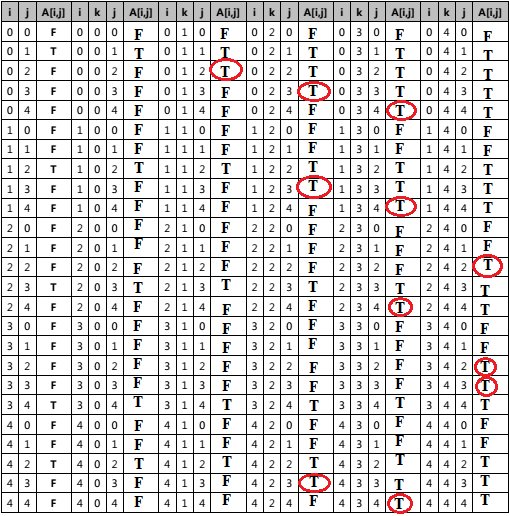 i j A[i,j] i k j A[i,j] i k j A[i,j] i k j A[i,j] i k j A[i,j] i k j A[i,j]
0 0 F 0 0 0 F 0 1 0 F 0 2 0 F 0 3 0 F 0 4 0 F
0 1 T 0 0 1 T 0 1 1 T 0 2 1 T 0 3 1 T 0 4 1 T
0 2 F 0 0 2 F 0 1 2 T 0 2 2 T 0 3 2 T 0 4 2 T
0 3 F 0 0 3 F 0 1 3 F 0 2 3 T 0 3 3 T 0 4 3 T
0 4 F 0 0 4 F 0 1 4 F 0 2 4 F 0 3 4 T 0 4 4 T
1 0 F 1 0 0 F 1 1 0 F 1 2 0 F 1 3 0 F 1 4 0 F
1 1 F 1 0 1 F 1 1 1 F 1 2 1 F 1 3 1 F 1 4 1 F
1 2 T 1 0 2 T 1 1 2 T 1 2 2 T 1 3 2 T 1 4 2 T
1 3 F 1 0 3 F 1 1 3 F 1 2 3 T 1 3 3 T 1 4 3 T
1 4 F 1 0 4 F 1 1 4 F 1 2 4 F 1 3 4 T 1 4 4 T
2 0 F 2 0 0 F 2 1 0 F 2 2 0 F 2 3 0 F 2 4 0 F
2 1 F 2 0 1 F 2 1 1 F 2 2 1 F 2 3 1 F 2 4 1 F
2 2 F 2 0 2 F 2 1 2 F 2 2 2 F 2 3 2 F 2 4 2 T
2 3 T 2 0 3 T 2 1 3 T 2 2 3 T 2 3 3 T 2 4 3 T
2 4 F 2 0 4 F 2 1 4 F 2 2 4 F 2 3 4 T 2 4 4 T
3 0 F 3 0 0 F 3 1 0 F 3 2 0 F 3 3 0 F 3 4 0 F
3 1 F 3 0 1 F 3 1 1 F 3 2 1 F 3 3 1 F 3 4 1 F
3 2 F 3 0 2 F 3 1 2 F 3 2 2 F 3 3 2 F 3 4 2 T
3 3 F 3 0 3 F 3 1 3 F 3 2 3 F 3 3 3 F 3 4 3 T
3 4 T 3 0 4 T 3 1 4 T 3 2 4 T 3 3 4 T 3 4 4 T
4 0 F 4 0 0 F 4 1 0 F 4 2 0 F 4 3 0 F 4 4 0 F
4 1 F 4 0 1 F 4 1 1 F 4 2 1 F 4 3 1 F 4 4 1 F
4 2 T 4 0 2 T 4 1 2 T 4 2 2 T 4 3 2 T 4 4 2 T
4 3 F 4 0 3 F 4 1 3 F 4 2 3 T 4 3 3 T 4 4 3 T
4 4 F 4 0 4 F 4 1 4 F 4 2 4 F 4 3 4 T 4 4 4 T